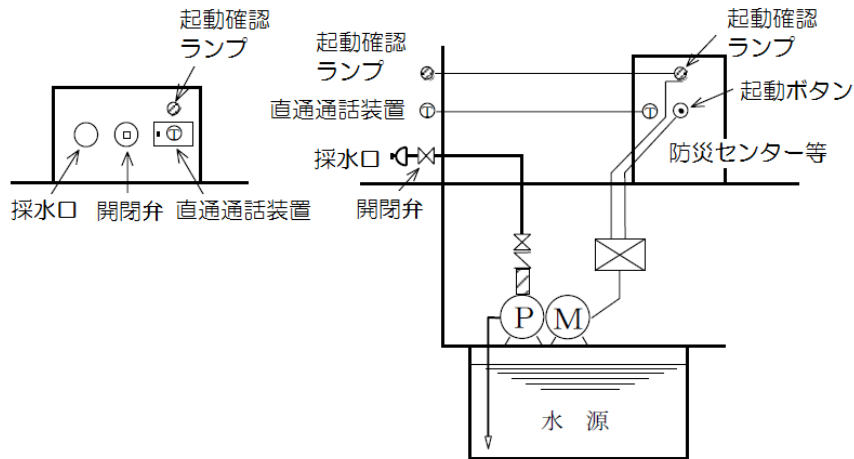 起動確認
ランプ
採水口
開閉弁
直通通話装置
T
起動確認
ランプ
直通通話装置
T
採水口
開閉弁
起動確認
ランプ
起動ボタン
T
防災センター等
P
M
水 源